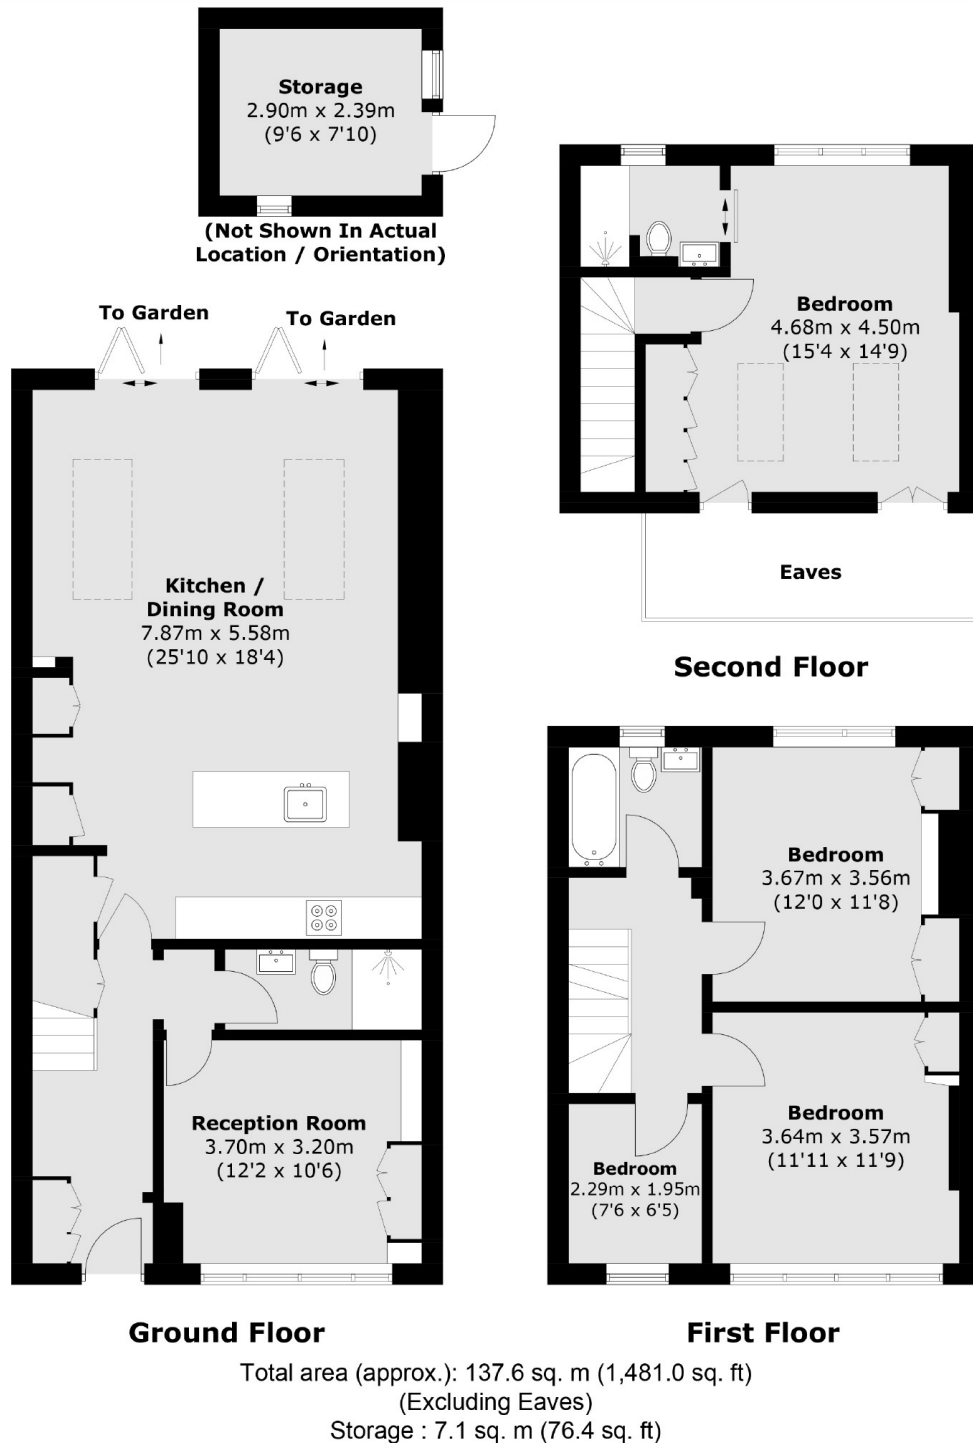 Storage
2.90m x 2.39m
(9'6 x 7'10)
(Not Shown In Actual
Location / Orientation)
To Garden
To Garden
Kitchen /
Dining Room
7.87m x 5.58m
(25'10 x 18'4)
Reception Room
3.70m x 3.20m
(12'2 x 10'6)
Ground Floor
Bedroom
4.68m x 4.50m
(15'4 x 14'9)
Eaves
Second Floor
Bedroom
3.67m x 3.56m
(12'0 x 11'8)
Bedroom
3.64m x 3.57m
(11'11 x 11'9)
Bedroom
2.29m x 1.95m
(7'6 x 6'5)
First Floor
Total area (approx.): 137.6 sq. m (1,481.0 sq. ft)
(Excluding Eaves)
Storage : 7.1 sq. m (76.4 sq. ft)